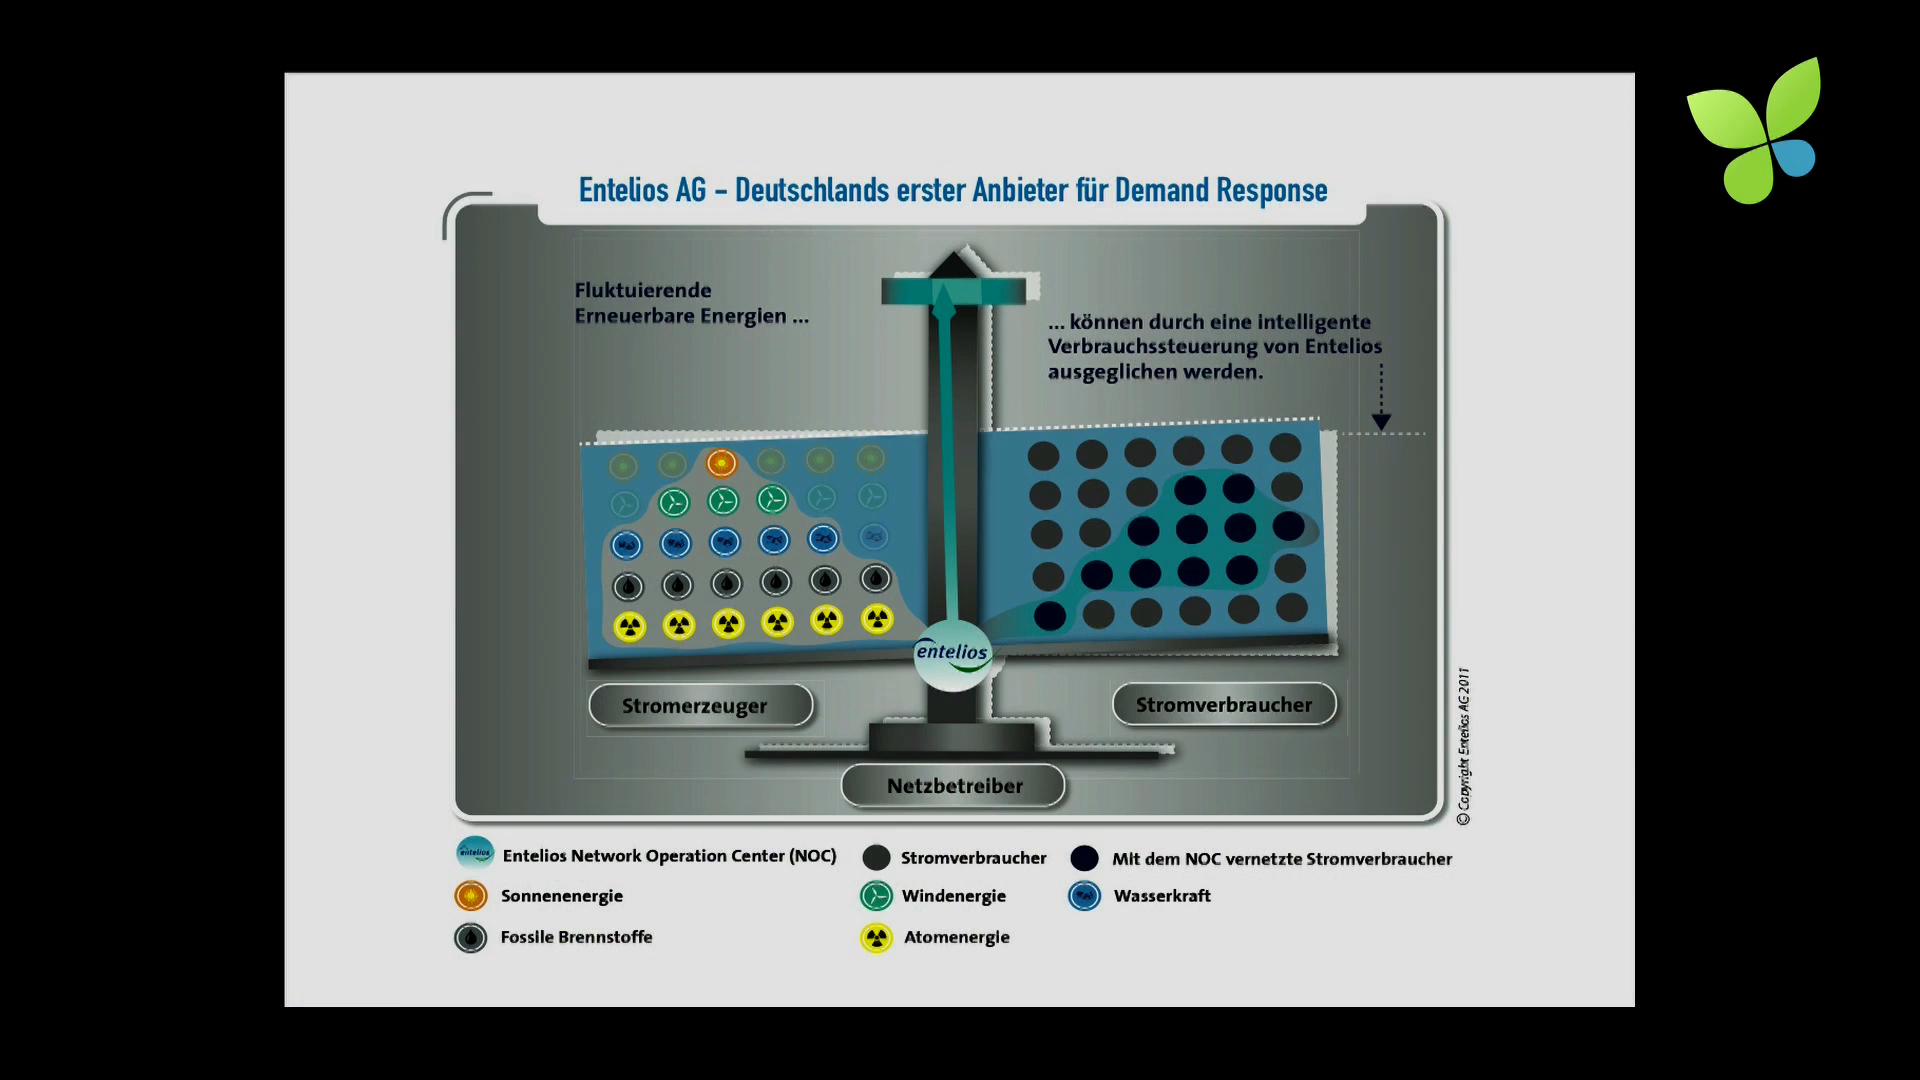 Entelios AG – Deutschlands erster Anbieter für Demand Response
Fluktuierende
Erneuerbare Energien ...
... können durch eine intelligente
Verbrauchssteuerung von Entelios
ausgeglichen werden.
entelios
Stromerzeuger
Stromverbraucher
Netzbetreiber
© Copyright Entelios AG 2011
entelios
Entelios Network Operation Center (NOC)
Stromverbraucher
Mit dem NOC vernetzte Stromverbraucher
Sonnenenergie
Windenergie
Wasserkraft
Fossile Brennstoffe
Atomenergie